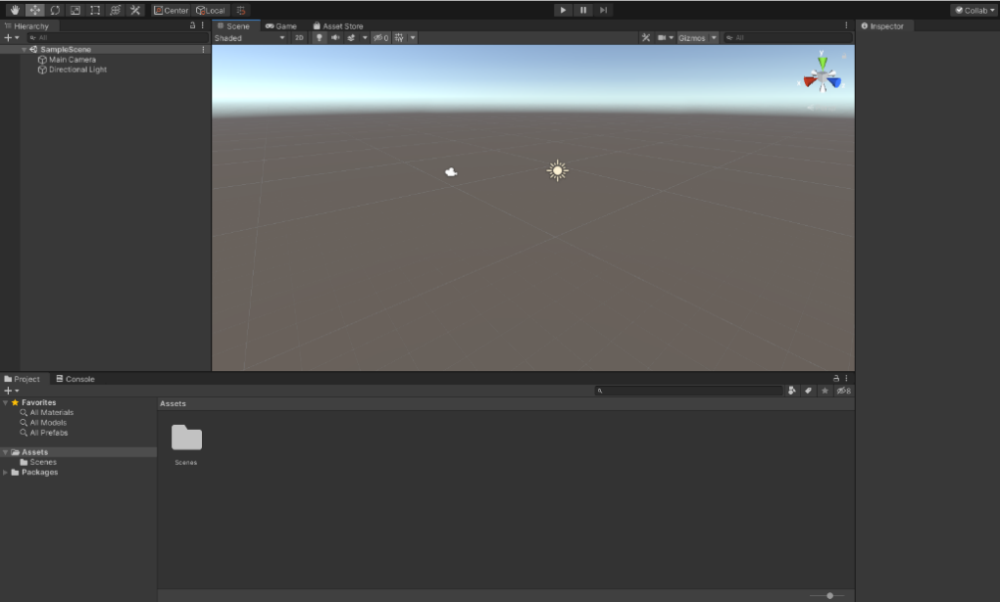 Center Local
Collab
Hierarchy
All
SampleScene
Main Camera
Directional Light
Scene Game Asset Store
Shaded 2D 0 Gizmos All
y
x
Inspector
Project Console
8
Favorites
All Materials
All Models
All Prefabs
Assets
Scenes
Packages
Assets
Scenes